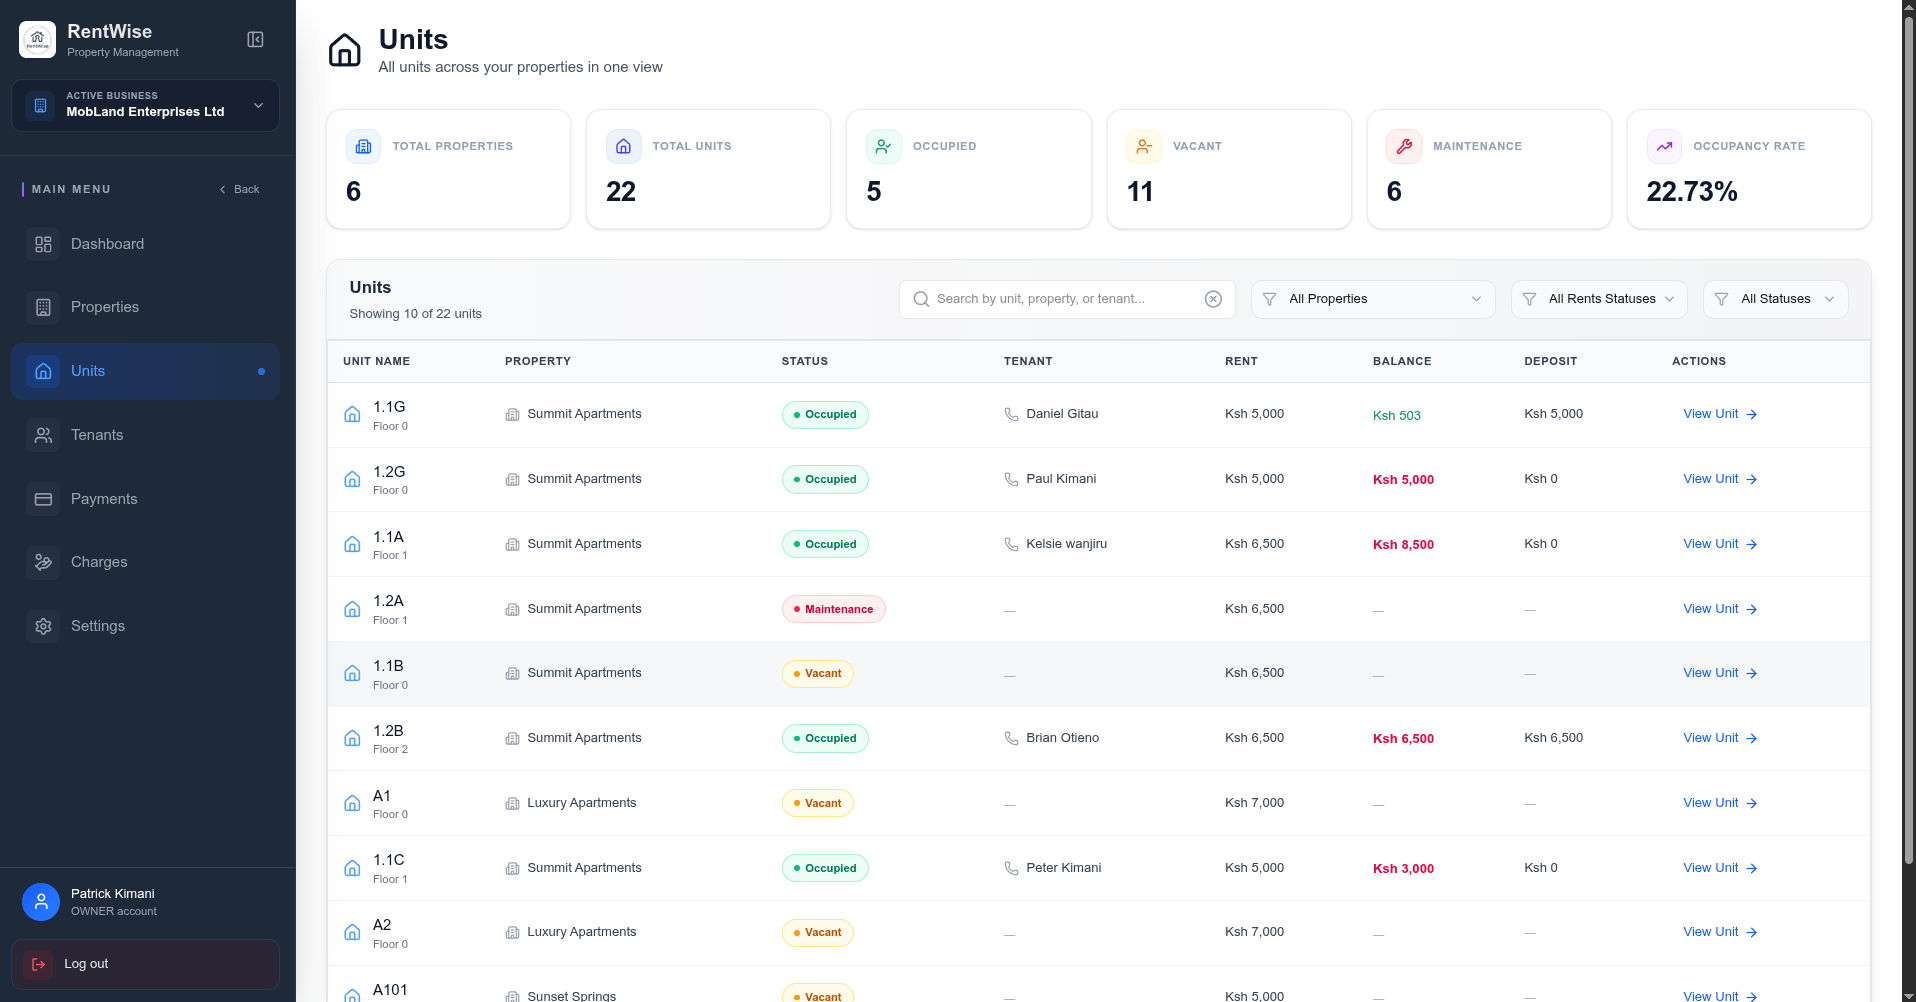 RentWise
Property Management
ACTIVE BUSINESS
MobLand Enterprises Ltd
MAIN MENU
Back
Dashboard
Properties
Units
Tenants
Payments
Charges
Settings
Patrick Kimani
OWNER account
Log out
Units
All units across your properties in one view
TOTAL PROPERTIES
6
TOTAL UNITS
22
OCCUPIED
5
VACANT
11
MAINTENANCE
6
OCCUPANCY RATE
22.73%
Units
Showing 10 of 22 units
Search by unit, property, or tenant...
All Properties
All Rents Statuses
All Statuses
UNIT NAME PROPERTY STATUS TENANT RENT BALANCE DEPOSIT ACTIONS
1.1G
Floor 0
Summit Apartments Occupied Daniel Gitau Ksh 5,000 Ksh 503 Ksh 5,000 View Unit
1.2G
Floor 0
Summit Apartments Occupied Paul Kimani Ksh 5,000 Ksh 5,000 Ksh 0 View Unit
1.1A
Floor 1
Summit Apartments Occupied Kelsie wanjiru Ksh 6,500 Ksh 8,500 Ksh 0 View Unit
1.2A
Floor 1
Summit Apartments Maintenance — Ksh 6,500 — — View Unit
1.1B
Floor 0
Summit Apartments Vacant — Ksh 6,500 — — View Unit
1.2B
Floor 2
Summit Apartments Occupied Brian Otieno Ksh 6,500 Ksh 6,500 Ksh 6,500 View Unit
A1
Floor 0
Luxury Apartments Vacant — Ksh 7,000 — — View Unit
1.1C
Floor 1
Summit Apartments Occupied Peter Kimani Ksh 5,000 Ksh 3,000 Ksh 0 View Unit
A2
Floor 0
Luxury Apartments Vacant — Ksh 7,000 — — View Unit
A101
Sunset Springs Vacant — Ksh 5,000 — — View Unit